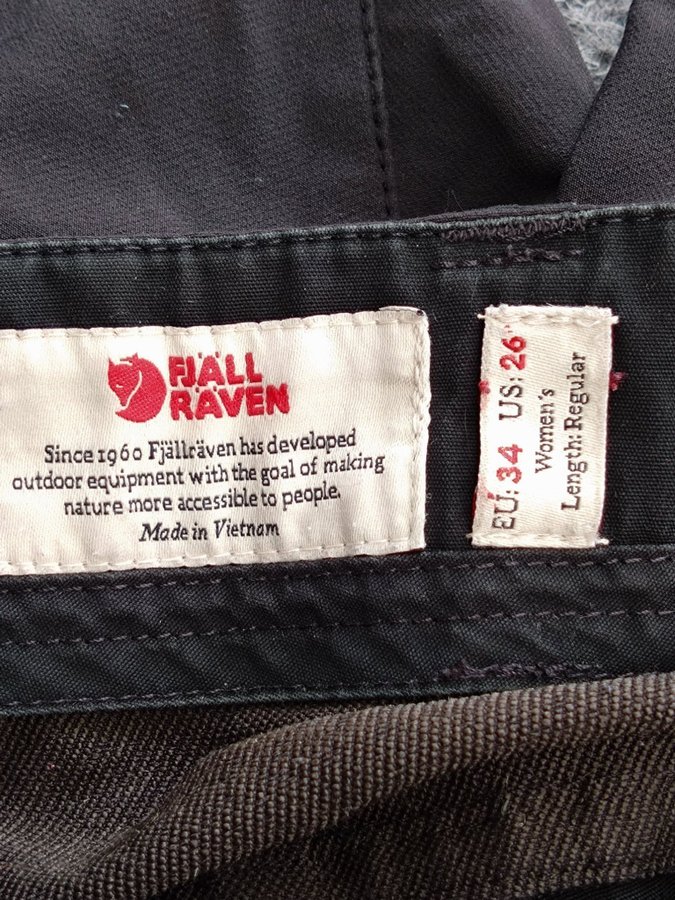 FJÄLL
RÄVEN
Since 1960 Fjällräven has developed
outdoor equipment with the goal of making
nature more accessible to people.
Made in Vietnam
EU: 34 US: 26"
Women's
Length: Regular